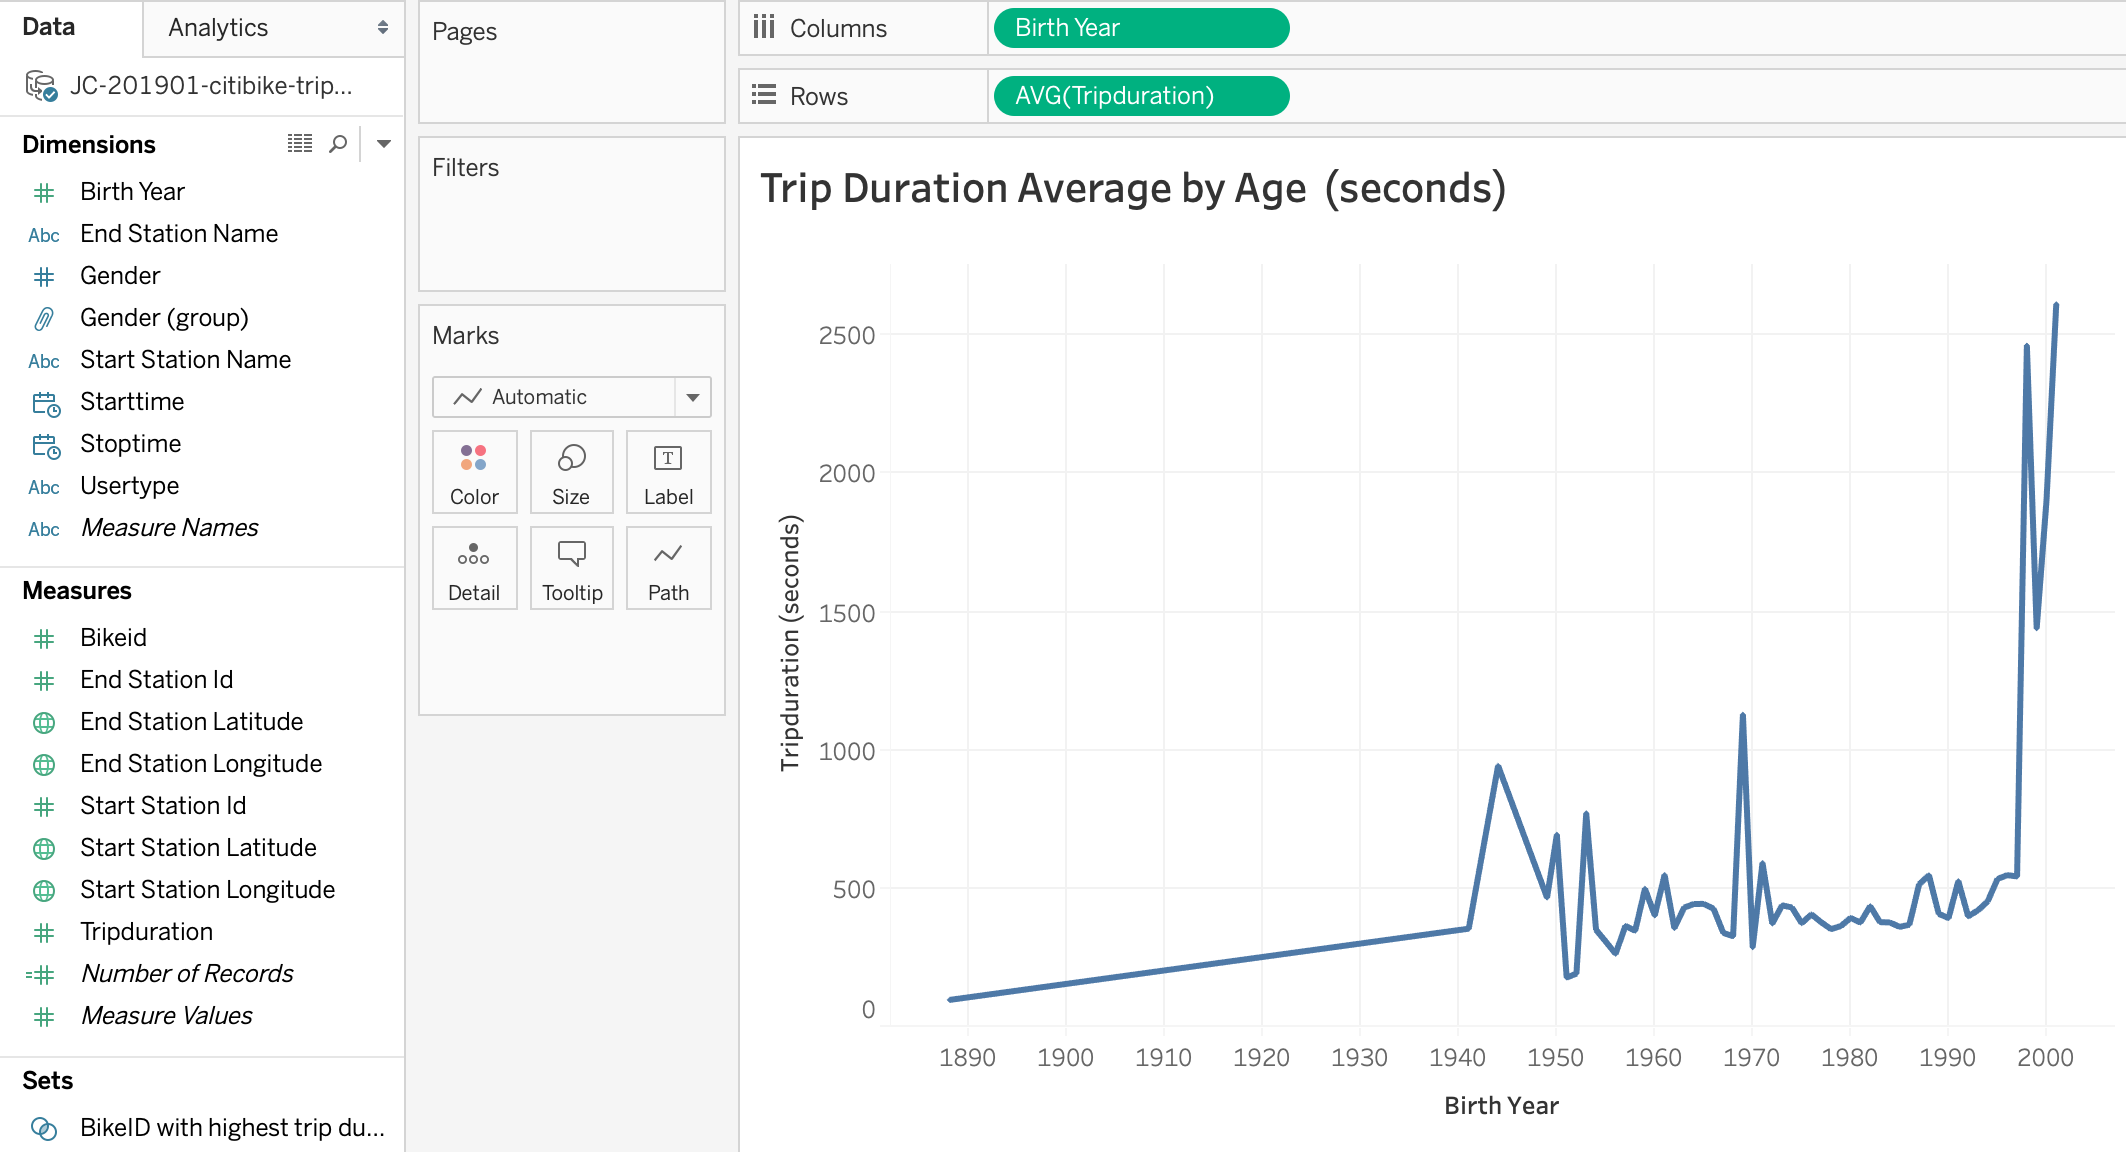 Data
Analytics
JC-201901-citibike-trip...
Dimensions
Birth Year
Abc End Station Name
Gender
Gender (group)
Abc Start Station Name
Starttime
Stoptime
Abc Usertype
Abc Measure Names
Measures
Bikeid
End Station Id
End Station Latitude
End Station Longitude
Start Station Id
Start Station Latitude
Start Station Longitude
Tripduration
Number of Records
Measure Values
Sets
BikeID with highest trip du...
Pages
Filters
Marks
Automatic
Color
Size
T
Label
Detail
Tooltip
Path
Columns
Birth Year
Rows
AVG(Tripduration)
Trip Duration Average by Age (seconds)
Tripduration (seconds)
2500
2000
1500
1000
500
0
1890 1900 1910 1920 1930 1940 1950 1960 1970 1980 1990 2000
Birth Year